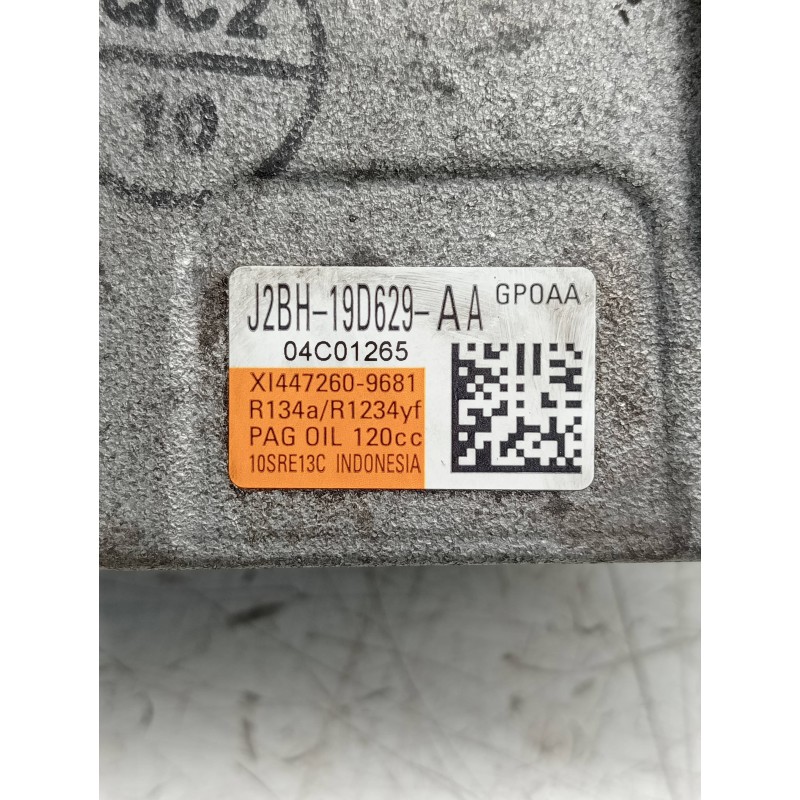 10
J2BH-19D629-AA GPOAA
04C01265
XI447260-9681
R134a/R1234yf
PAG OIL 120cc
10SRE13C INDONESIA